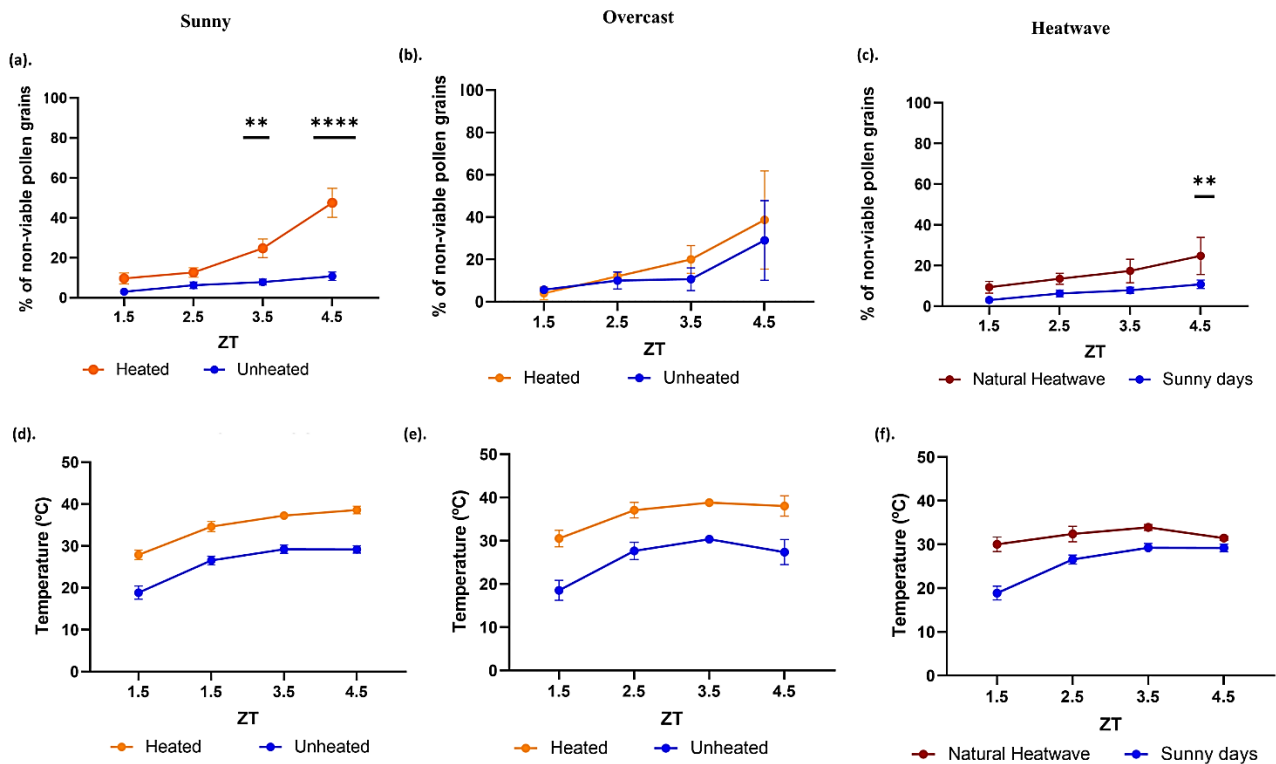 Sunny
Overcast
Heatwave
(a).
% of non-viable pollen grains
100
80
60
40
20
0
** ****
1.5 2.5 3.5 4.5
ZT
Heated Unheated
(b).
% of non-viable pollen grains
100
80
60
40
20
0
1.5 2.5 3.5 4.5
ZT
Heated Unheated
(c).
% of non-viable pollen grains
100
80
60
40
20
0
**
1.5 2.5 3.5 4.5
ZT
Natural Heatwave Sunny days
(d).
Temperature (ºC)
50
40
30
20
10
0
1.5 1.5 3.5 4.5
ZT
Heated Unheated
(e).
Temperature (ºC)
50
40
30
20
10
0
1.5 2.5 3.5 4.5
ZT
Heated Unheated
(f).
Temperature (ºC)
50
40
30
20
10
0
1.5 2.5 3.5 4.5
ZT
Natural Heatwave Sunny days